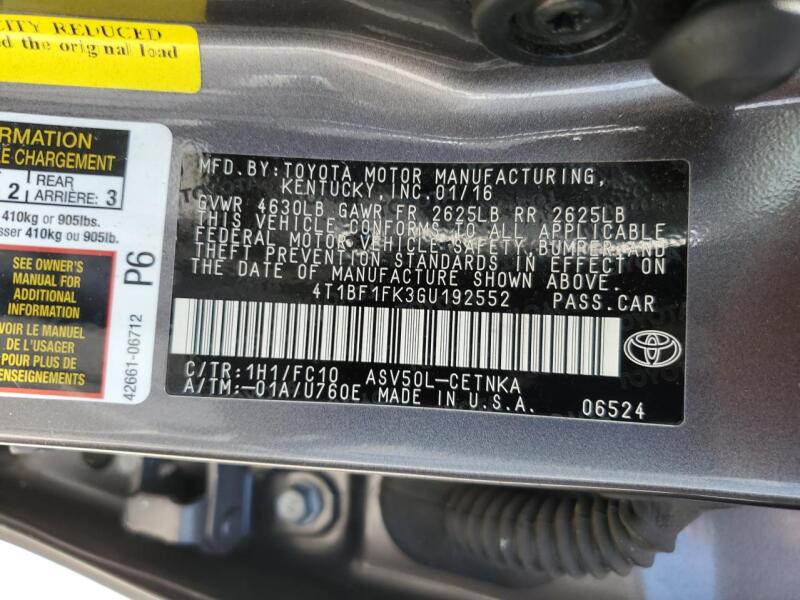 CITY REDUCED
the original load
RMATION
CHARGEMENT
2 REAR ARRIÈRE: 3
410kg or 905lbs.
410kg ou 905lb.
SEE OWNER'S
MANUAL FOR
ADDITIONAL
INFORMATION
VOIR LE MANUEL
DE L'USAGER
POUR PLUS DE
RENSEIGNEMENTS
P6
42661-06712
MFD.BY:TOYOTA MOTOR MANUFACTURING,
KENTUCKY,INC.01/16
GVWR 4630LB GAWR FR 2625LB RR 2625LB
THIS VEHICLE CONFORMS TO ALL APPLICABLE
FEDERAL MOTOR VEHICLE SAFETY BUMPER,AND
THEFT PREVENTION STANDARDS IN EFFECT ON
THE DATE OF MANUFACTURE SHOWN ABOVE.
4T1BF1FK3GU192552 PASS.CAR
C/TR:1H1/FC10 ASV50L-CETNKA
A/TM:-01A/U760E MADE IN U.S.A. 06524